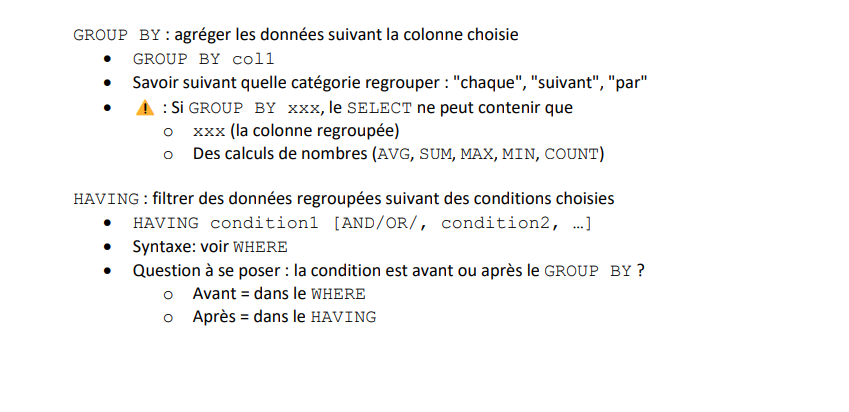 GROUP BY : agréger les données suivant la colonne choisie
• GROUP BY col1
• Savoir suivant quelle catégorie regrouper : "chaque", "suivant", "par"
• ⚠ : Si GROUP BY xxx, le SELECT ne peut contenir que
o xxx (la colonne regroupée)
o Des calculs de nombres (AVG, SUM, MAX, MIN, COUNT)
HAVING : filtrer des données regroupées suivant des conditions choisies
• HAVING condition1 [AND/OR/, condition2, …]
• Syntaxe: voir WHERE
• Question à se poser : la condition est avant ou après le GROUP BY ?
o Avant = dans le WHERE
o Après = dans le HAVING